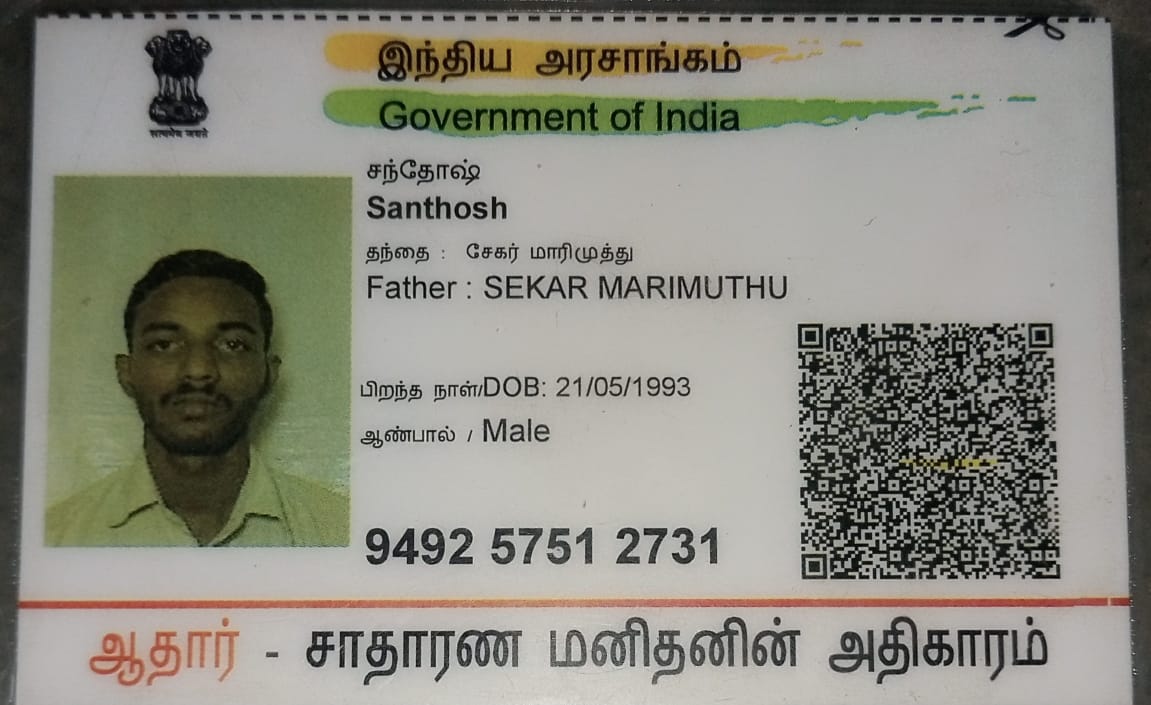 இந்திய அரசாங்கம்
Government of India
सत्यमेव जयते
சந்தோஷ்
Santhosh
தந்தை : சேகர் மாரிமுத்து
Father : SEKAR MARIMUTHU
பிறந்த நாள்/DOB: 21/05/1993
ஆண்பால் / Male
9492 5751 2731
ஆதார் - சாதாரண மனிதனின் அதிகாரம்